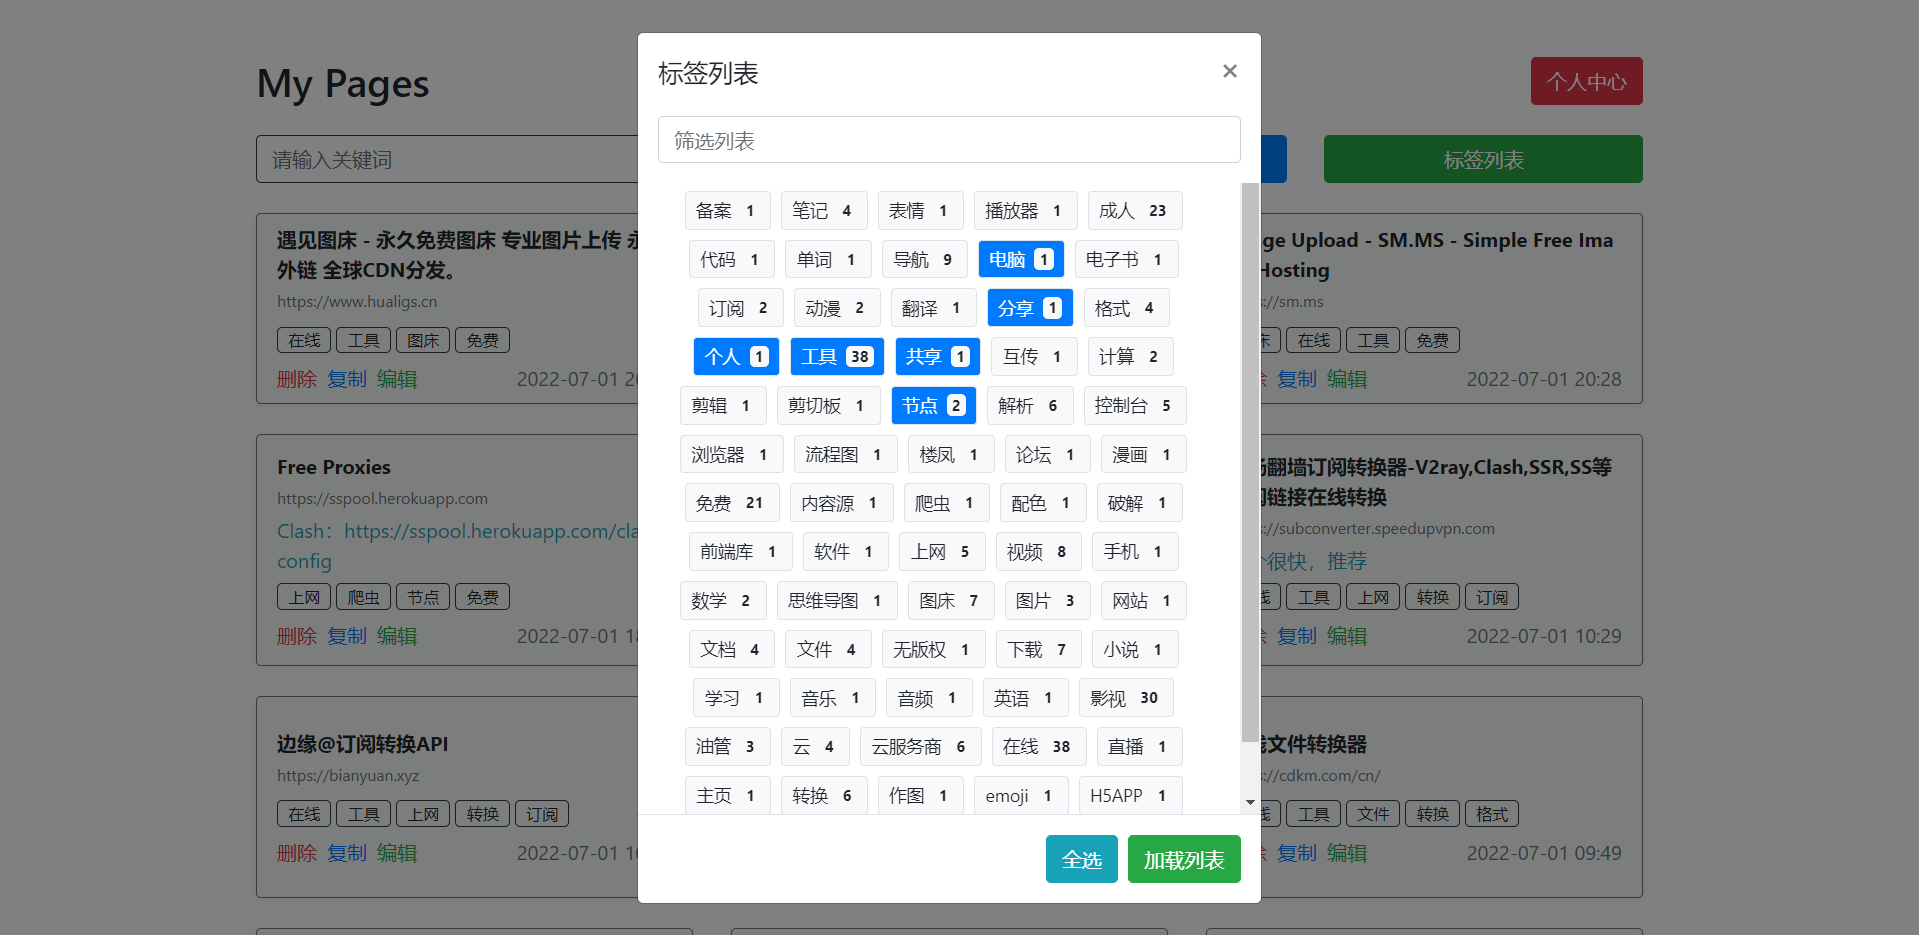 My Pages
个人中心
请输入关键词
标签列表
遇见图床 - 永久免费图床 专业图片上传
外链 全球CDN分发。
https://www.hualigs.cn
在线 工具 图床 免费
删除 复制 编辑 2022-07-01
Free Proxies
https://sspool.herokuapp.com
Clash：https://sspool.herokuapp.com/cla
config
上网 爬虫 节点 免费
删除 复制 编辑 2022-07-01
边缘@订阅转换API
https://bianyuan.xyz
在线 工具 上网 转换 订阅
删除 复制 编辑 2022-07-01
标签列表 ×
筛选列表
备案 1 笔记 4 表情 1 播放器 1 成人 23
代码 1 单词 1 导航 9 电脑 1 电子书 1
订阅 2 动漫 2 翻译 1 分享 1 格式 4
个人 1 工具 38 共享 1 互传 1 计算 2
剪辑 1 剪切板 1 节点 2 解析 6 控制台 5
浏览器 1 流程图 1 楼凤 1 论坛 1 漫画 1
免费 21 内容源 1 爬虫 1 配色 1 破解 1
前端库 1 软件 1 上网 5 视频 8 手机 1
数学 2 思维导图 1 图床 7 图片 3 网站 1
文档 4 文件 4 无版权 1 下载 7 小说 1
学习 1 音乐 1 音频 1 英语 1 影视 30
油管 3 云 4 云服务商 6 在线 38 直播 1
主页 1 转换 6 作图 1 emoji 1 H5APP 1
全选 加载列表
ge Upload - SM.MS - Simple Free Ima
Hosting
://sm.ms
在线 工具 免费
复制 编辑 2022-07-01 20:28
翻墙订阅转换器-V2ray,Clash,SSR,SS等
链接在线转换
://subconverter.speedupvpn.com
很快，推荐
工具 上网 转换 订阅
复制 编辑 2022-07-01 10:29
文件转换器
://cdkm.com/cn/
工具 文件 转换 格式
复制 编辑 2022-07-01 09:49